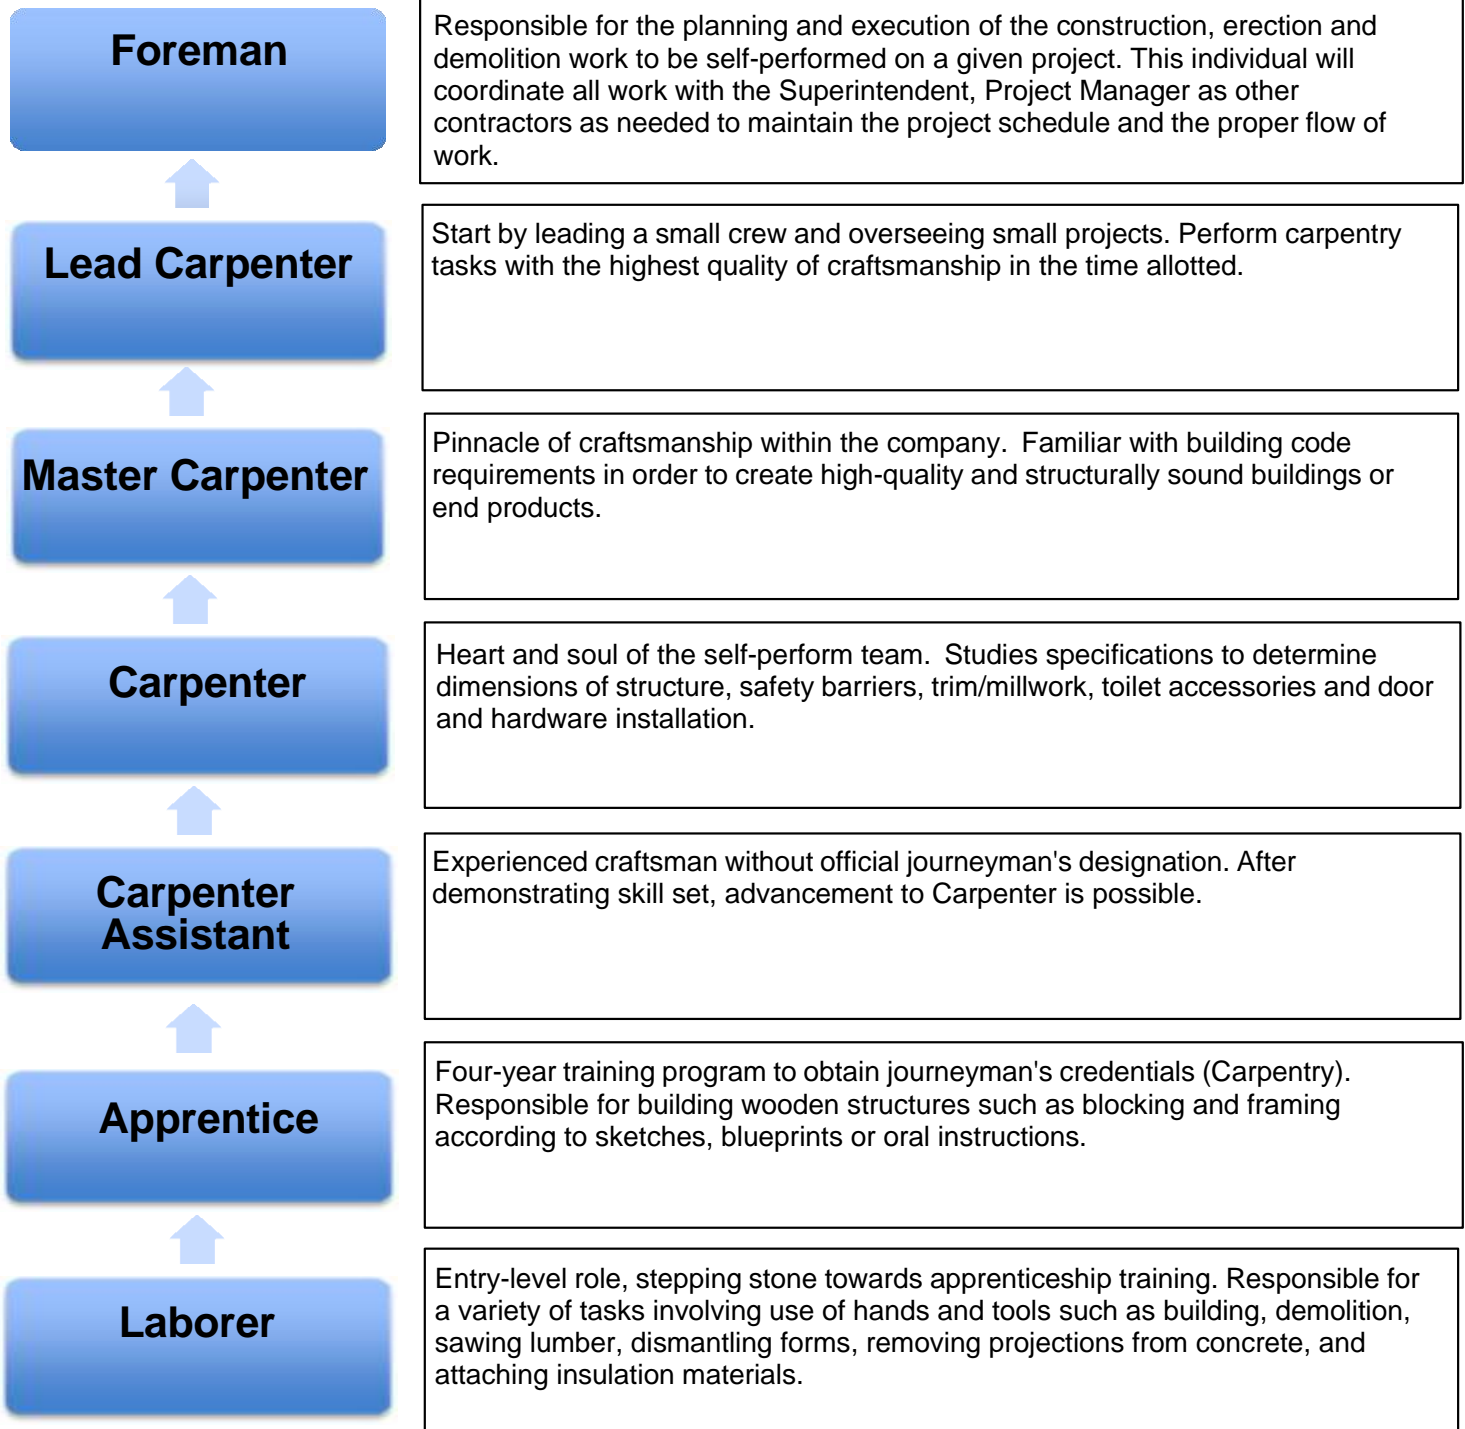 Foreman
Responsible for the planning and execution of the construction, erection and
demolition work to be self-performed on a given project. This individual will
coordinate all work with the Superintendent, Project Manager as other
contractors as needed to maintain the project schedule and the proper flow of
work.
Lead Carpenter
Start by leading a small crew and overseeing small projects. Perform carpentry
tasks with the highest quality of craftsmanship in the time allotted.
Master Carpenter
Pinnacle of craftsmanship within the company.  Familiar with building code
requirements in order to create high-quality and structurally sound buildings or
end products.
Carpenter
Heart and soul of the self-perform team.  Studies specifications to determine
dimensions of structure, safety barriers, trim/millwork, toilet accessories and door
and hardware installation.
Carpenter
Assistant
Experienced craftsman without official journeyman's designation. After
demonstrating skill set, advancement to Carpenter is possible.
Apprentice
Four-year training program to obtain journeyman's credentials (Carpentry).
Responsible for building wooden structures such as blocking and framing
according to sketches, blueprints or oral instructions.
Laborer
Entry-level role, stepping stone towards apprenticeship training. Responsible for
a variety of tasks involving use of hands and tools such as building, demolition,
sawing lumber, dismantling forms, removing projections from concrete, and
attaching insulation materials.